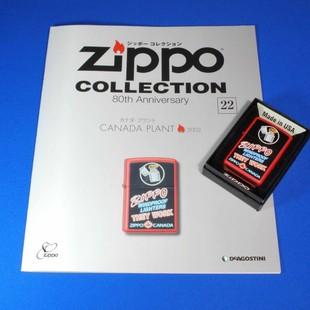 ジッポー コレクション
Zippo
COLLECTION
80th Anniversary
22
カナダ プラント
CANADA PLANT 2002
ZIPPO
WINDPROOF
LIGHTERS
THEY WORK
ZIPPO CANADA
DEAGOSTINI
Made in USA
ZIPPO
WINDPROOF
LIGHTERS
THEY WORK
ZIPPO CANADA
ZIPPO